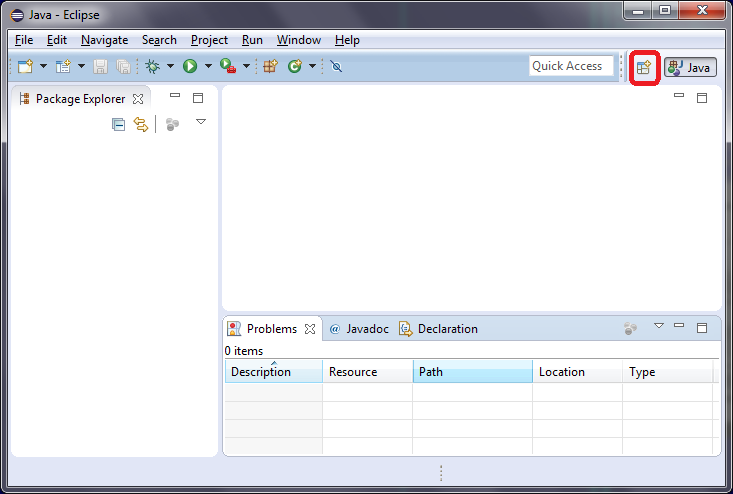 Java - Eclipse
File Edit Navigate Search Project Run Window Help
Quick Access Java
Package Explorer
Problems @ Javadoc Declaration
0 items
Description Resource Path Location Type